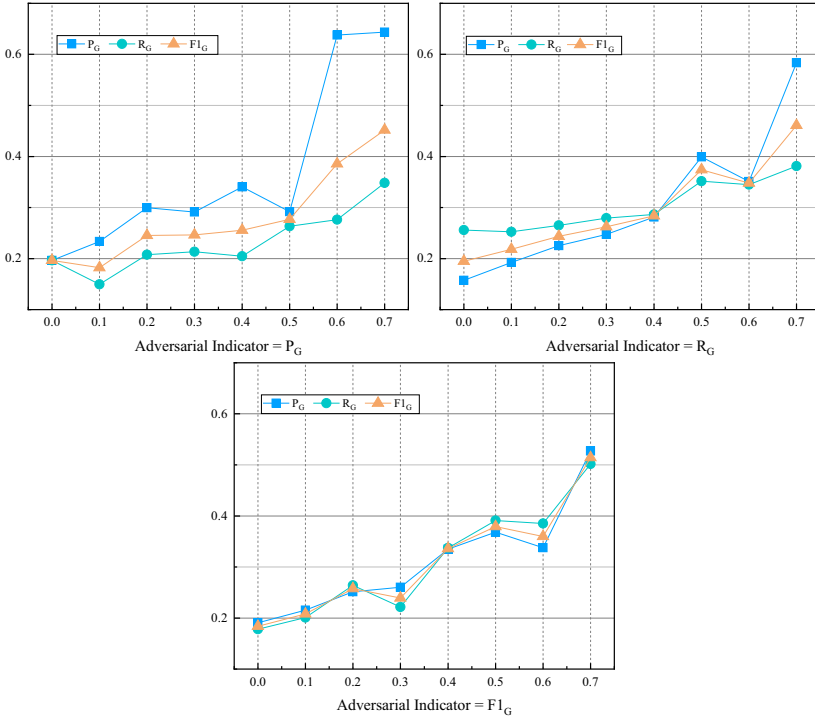 0.6
0.4
0.2
P_G R_G F1_G
0.0 0.1 0.2 0.3 0.4 0.5 0.6 0.7
Adversarial Indicator = P_G
0.6
0.4
0.2
P_G R_G F1_G
0.0 0.1 0.2 0.3 0.4 0.5 0.6 0.7
Adversarial Indicator = R_G
0.6
0.4
0.2
P_G R_G F1_G
0.0 0.1 0.2 0.3 0.4 0.5 0.6 0.7
Adversarial Indicator = F1_G